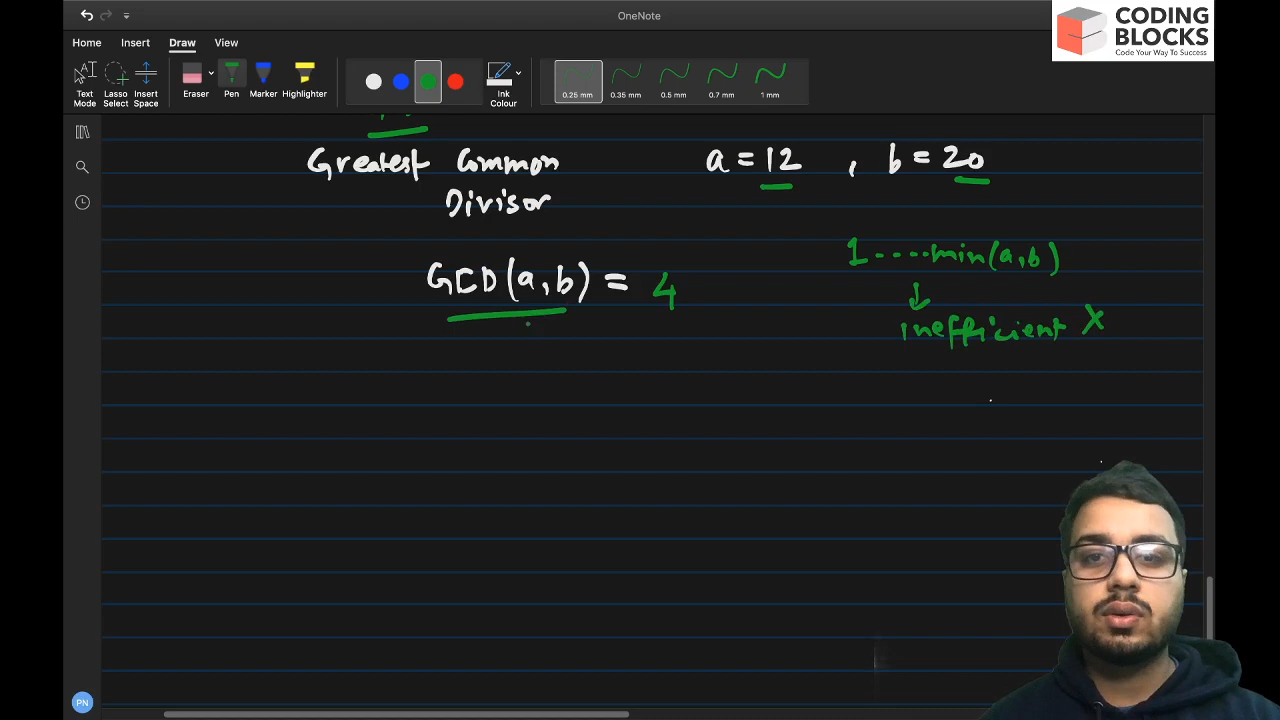 OneNote
CODING
BLOCKS
Code Your Way To Success
Home Insert Draw View
Text Mode
Lasso Select
Insert Space
Eraser
Pen
Marker
Highlighter
Ink Colour
0.25 mm
0.35 mm
0.5 mm
0.7 mm
1 mm
Greatest Common
Divisor
a = 12 , b = 20
GCD(a,b) = 4
1 ----- min(a,b)
↓
inefficient X
PN